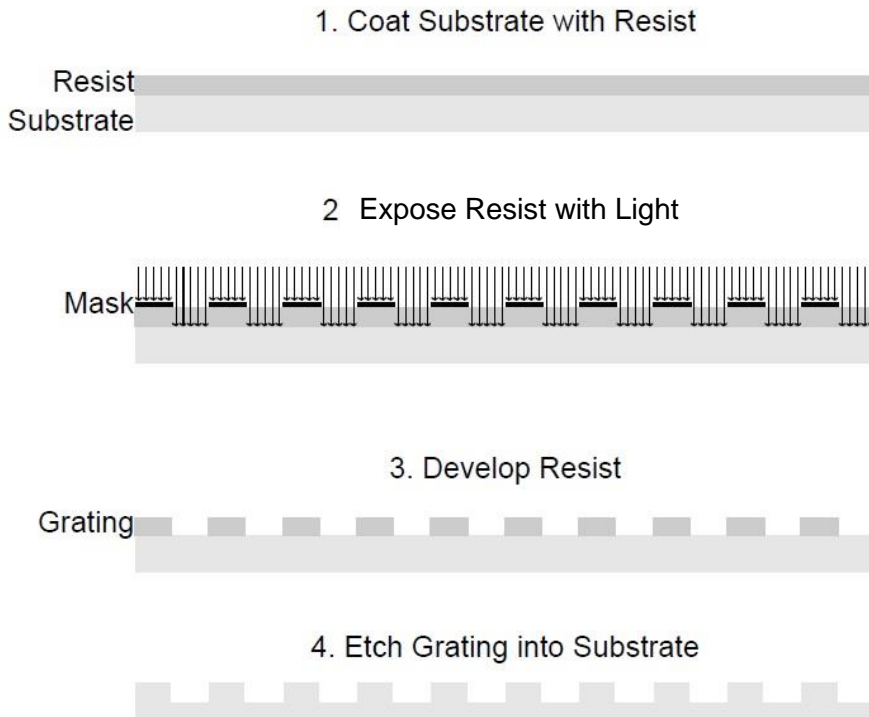 1. Coat Substrate with Resist
Resist
Substrate
2 Expose Resist with Light
Mask
3. Develop Resist
Grating
4. Etch Grating into Substrate